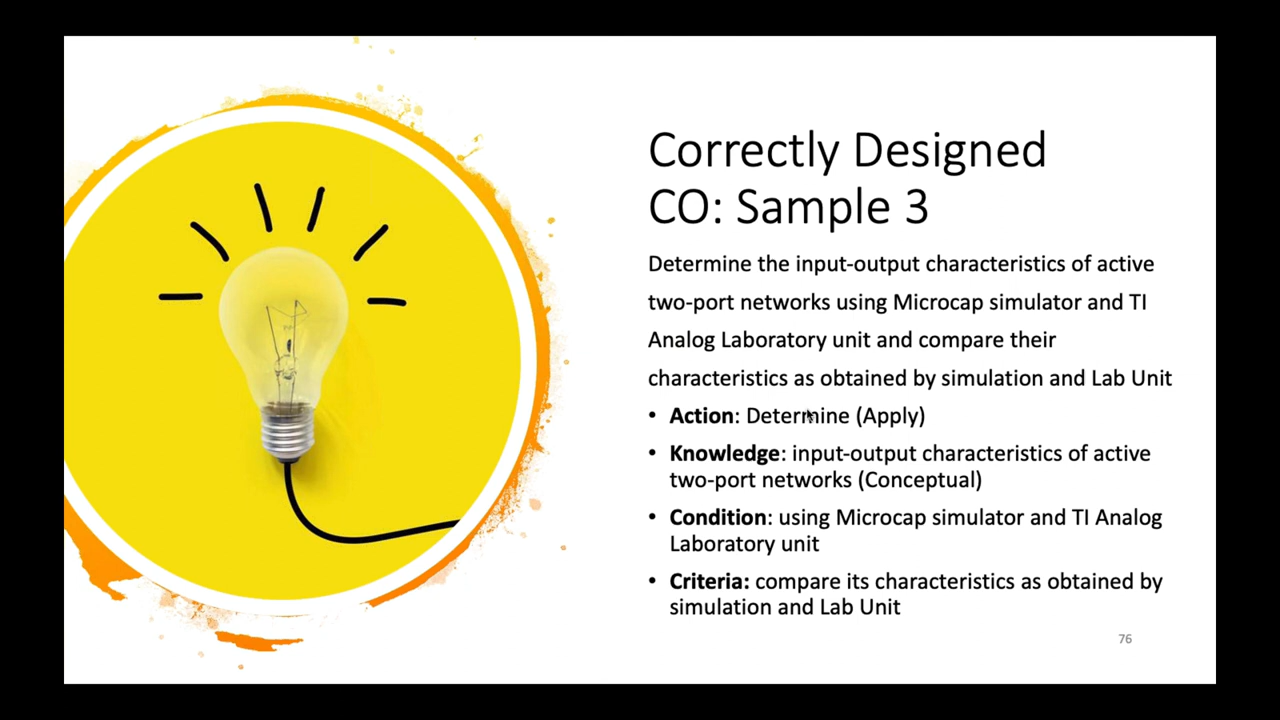 Correctly Designed
CO: Sample 3
Determine the input-output characteristics of active
two-port networks using Microcap simulator and TI
Analog Laboratory unit and compare their
characteristics as obtained by simulation and Lab Unit
• Action: Determine (Apply)
• Knowledge: input-output characteristics of active
two-port networks (Conceptual)
• Condition: using Microcap simulator and TI Analog
Laboratory unit
• Criteria: compare its characteristics as obtained by
simulation and Lab Unit
76